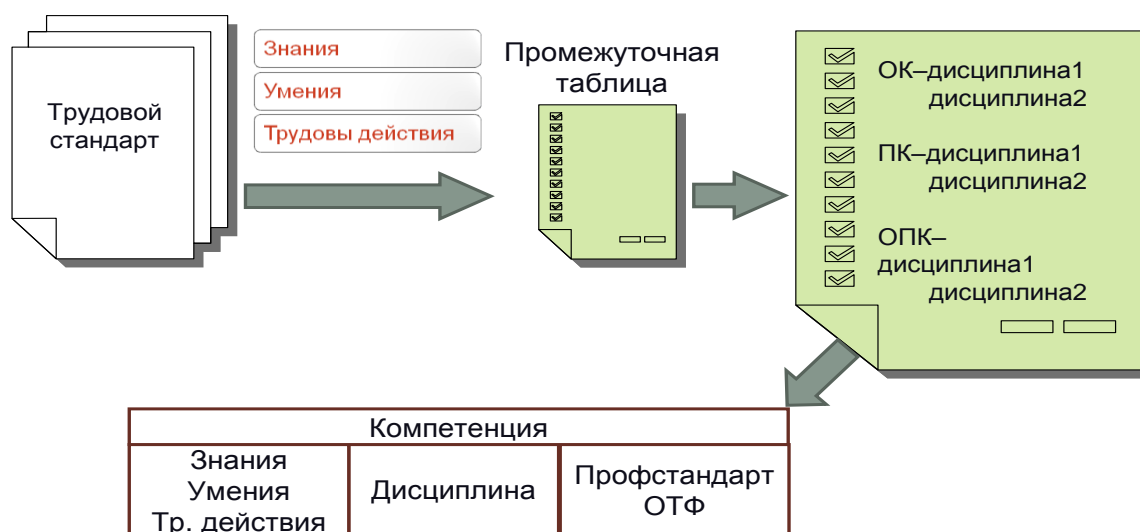 Трудовой
стандарт
Знания
Умения
Трудовы действия
Промежуточная
таблица
ОК–дисциплина1
дисциплина2
ПК–дисциплина1
дисциплина2
ОПК–
дисциплина1
дисциплина2
Компетенция
Знания
Умения
Тр. действия
Дисциплина
Профстандарт
ОТФ